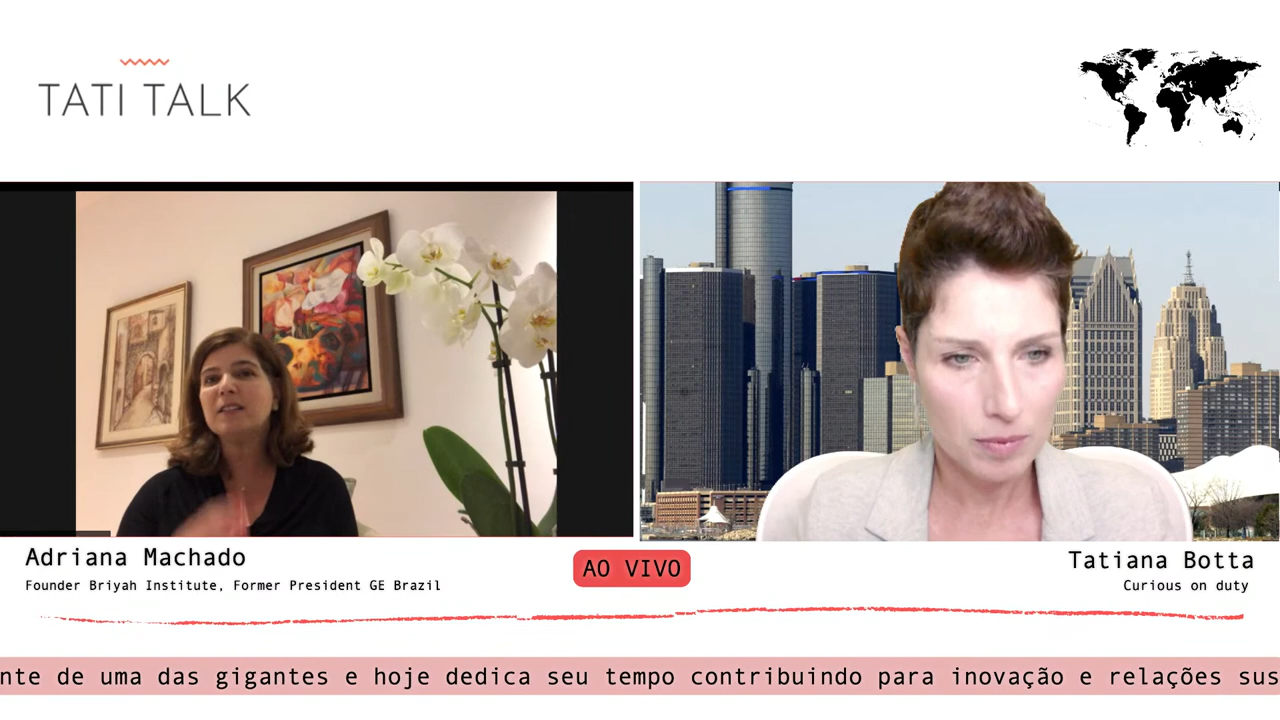 TATI TALK
Adriana Machado
Founder Briyah Institute, Former President GE Brazil
AO VIVO
Tatiana Botta
Curious on duty
nte de uma das gigantes e hoje dedica seu tempo contribuindo para inovação e relações sus